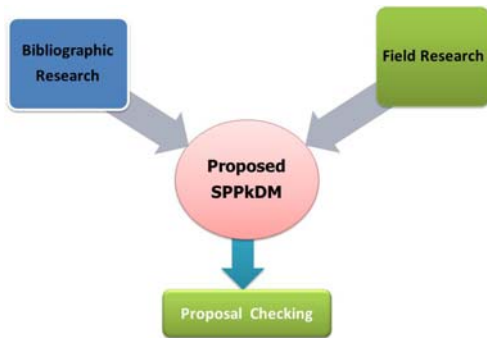 Bibliographic
Research
Field Research
Proposed
SPPkDM
Proposal Checking